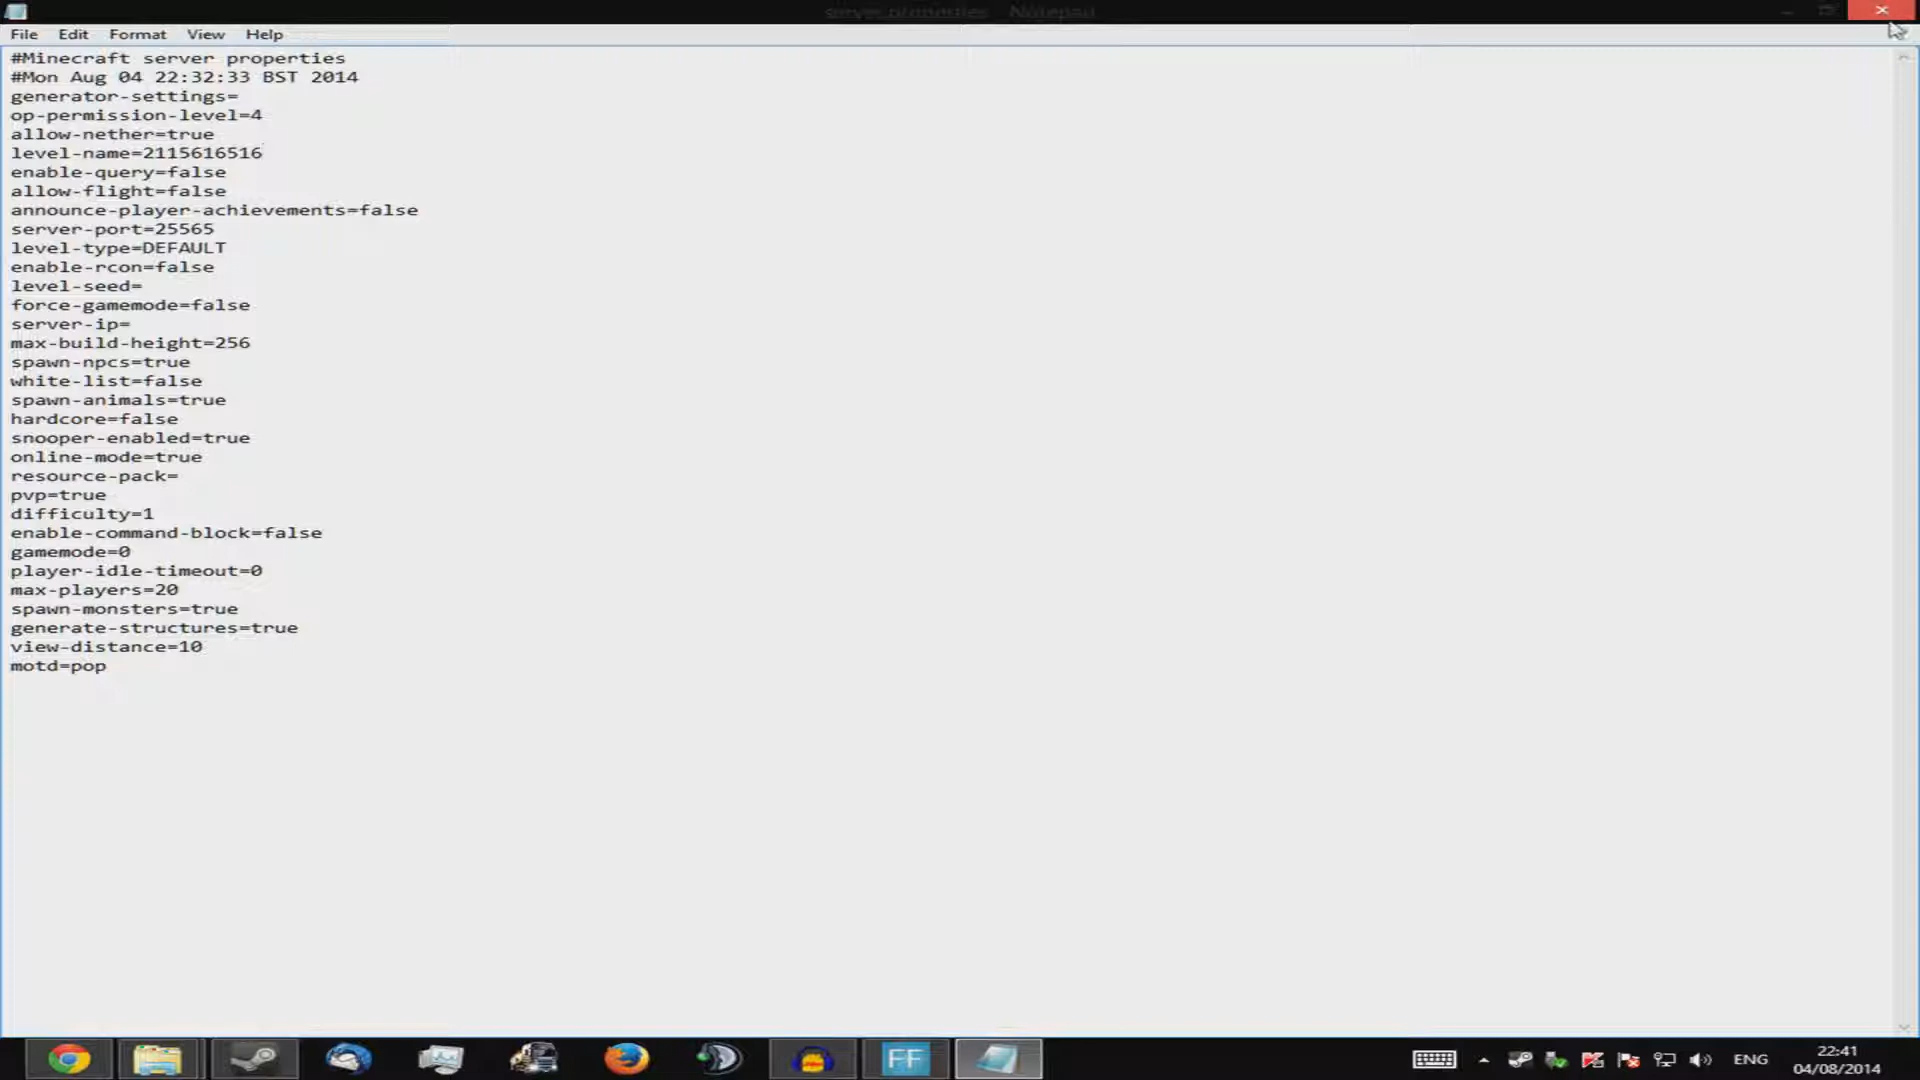 server.properties - Notepad
File Edit Format View Help
#Minecraft server properties
#Mon Aug 04 22:32:33 BST 2014
generator-settings=
op-permission-level=4
allow-nether=true
level-name=2115616516
enable-query=false
allow-flight=false
announce-player-achievements=false
server-port=25565
level-type=DEFAULT
enable-rcon=false
level-seed=
force-gamemode=false
server-ip=
max-build-height=256
spawn-npcs=true
white-list=false
spawn-animals=true
hardcore=false
snooper-enabled=true
online-mode=true
resource-pack=
pvp=true
difficulty=1
enable-command-block=false
gamemode=0
player-idle-timeout=0
max-players=20
spawn-monsters=true
generate-structures=true
view-distance=10
motd=pop
FF
ENG
22:41
04/08/2014